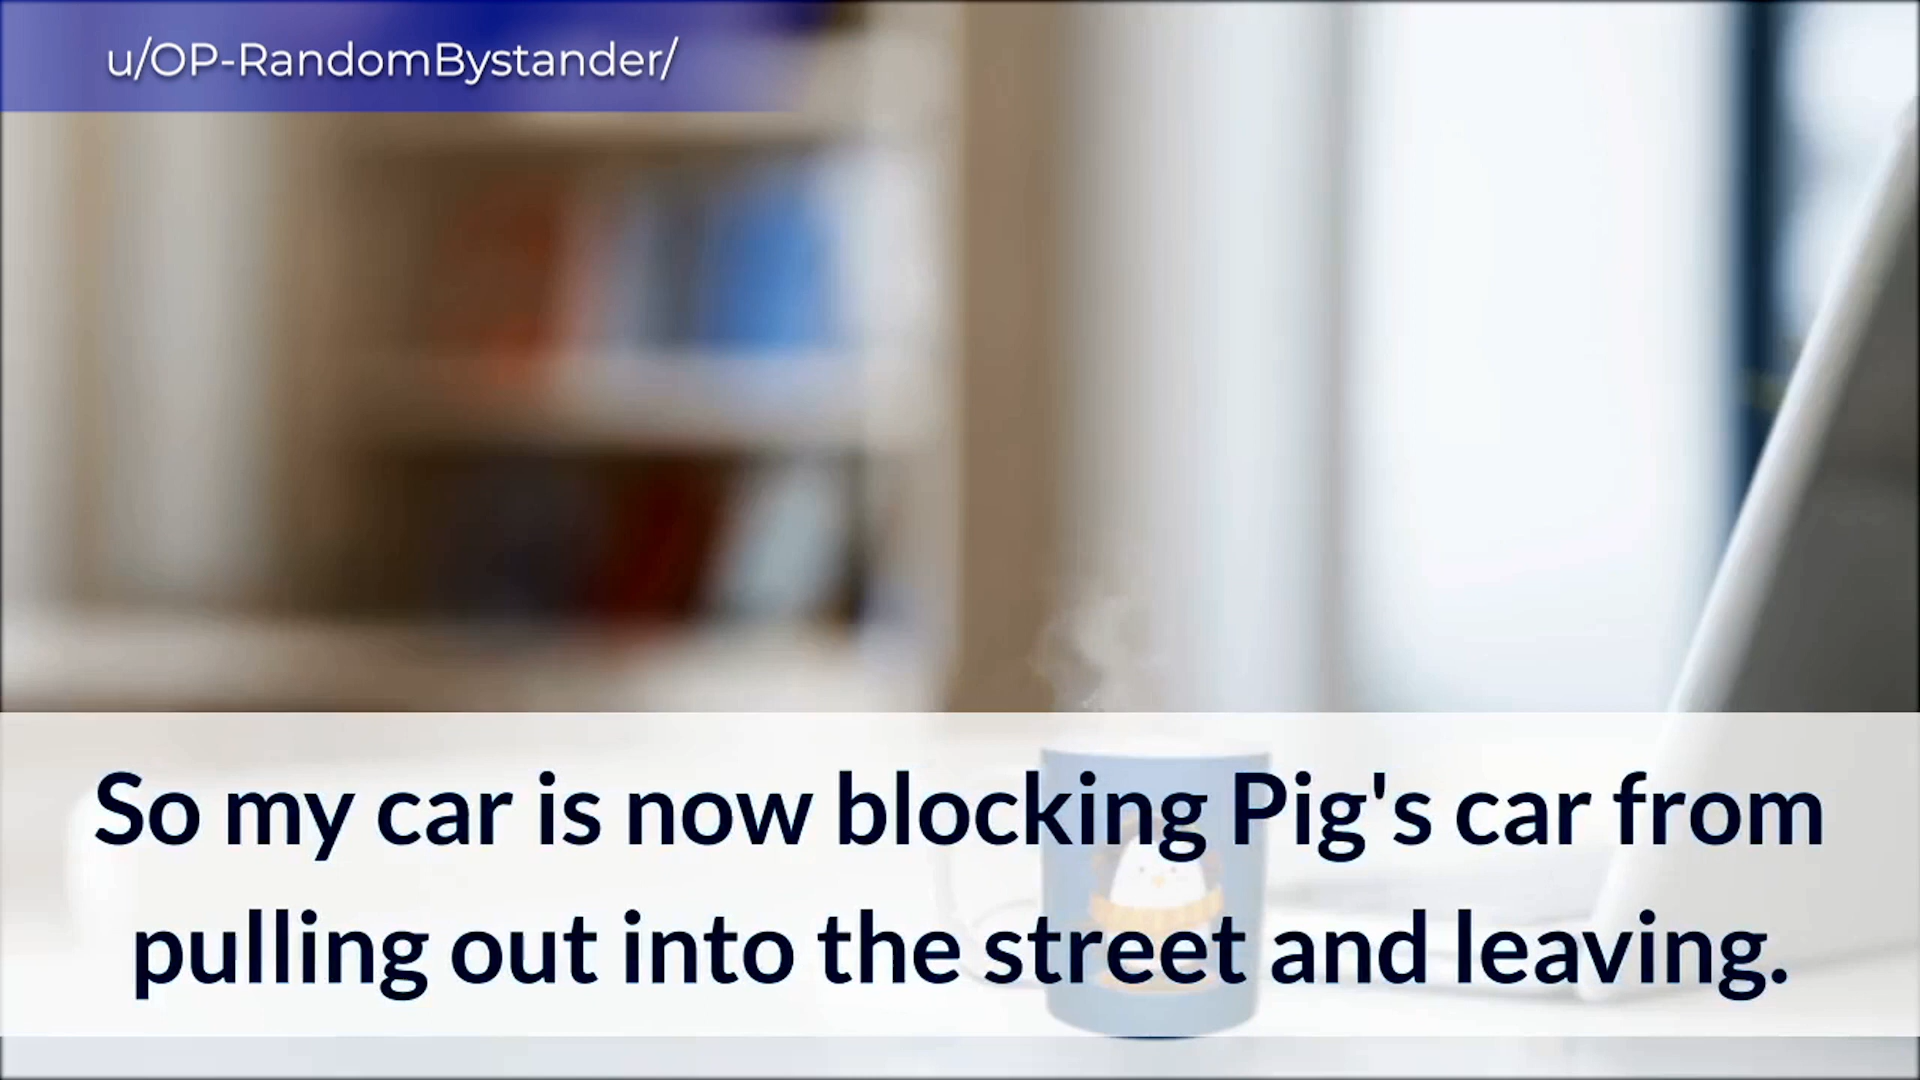 u/OP-RandomBystander/
So my car is now blocking Pig's car from
pulling out into the street and leaving.